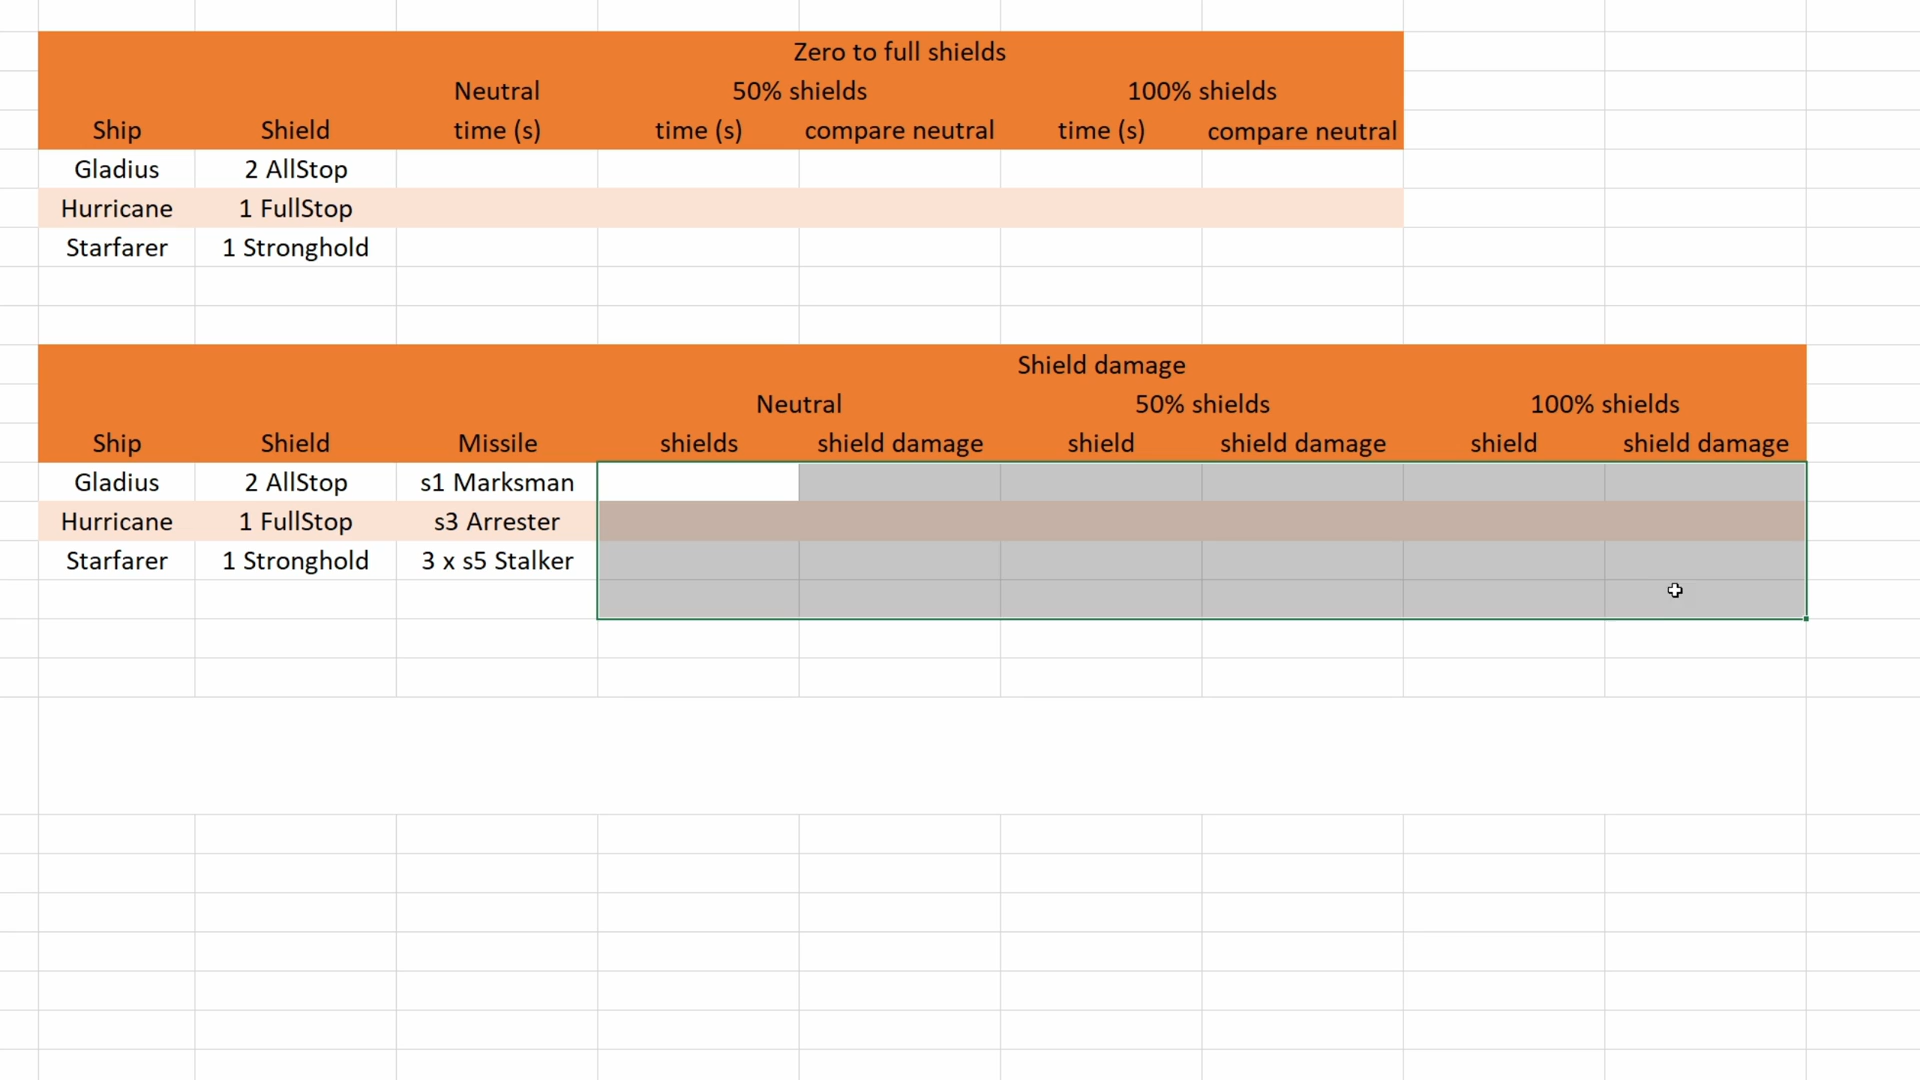 Zero to full shields
Neutral 50% shields 100% shields
Ship Shield time (s) time (s) compare neutral time (s) compare neutral
Gladius 2 AllStop
Hurricane 1 FullStop
Starfarer 1 Stronghold
Shield damage
Neutral 50% shields 100% shields
Ship Shield Missile shields shield damage shield shield damage shield shield damage
Gladius 2 AllStop s1 Marksman
Hurricane 1 FullStop s3 Arrester
Starfarer 1 Stronghold 3 x s5 Stalker